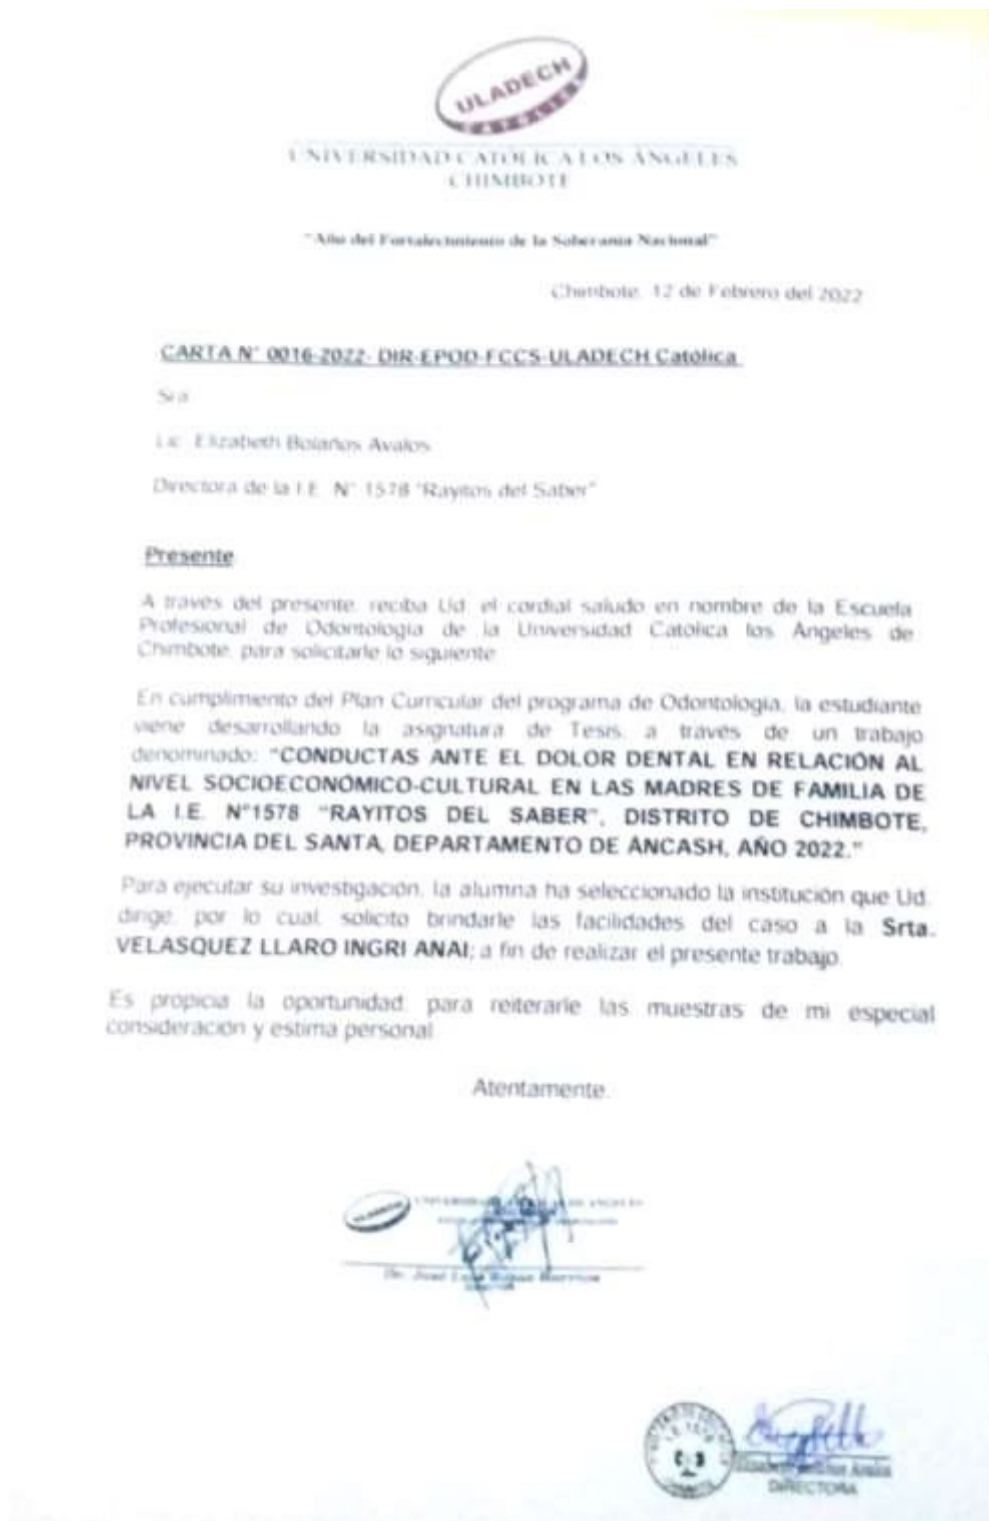 ULADECH
CATOLICA
UNIVERSIDAD CATOLICA LOS ÁNGELES
CHIMBOTE
"Año del Fortalecimiento de la Soberanía Nacional"
Chimbote, 12 de Febrero del 2022
CARTA N° 0016-2022- DIR-EPOD-FCCS-ULADECH Católica
Sra
Lic. Elizabeth Bolaños Avalos
Directora de la I.E. N° 1578 "Rayitos del Saber"
Presente
A través del presente, reciba Ud. el cordial saludo en nombre de la Escuela
Profesional de Odontología de la Universidad Católica los Ángeles de
Chimbote, para solicitarle lo siguiente
En cumplimiento del Plan Curricular del programa de Odontología, la estudiante
viene desarrollando la asignatura de Tesis, a través de un trabajo
denominado: "CONDUCTAS ANTE EL DOLOR DENTAL EN RELACIÓN AL
NIVEL SOCIOECONÓMICO-CULTURAL EN LAS MADRES DE FAMILIA DE
LA I.E. N°1578 "RAYITOS DEL SABER", DISTRITO DE CHIMBOTE,
PROVINCIA DEL SANTA, DEPARTAMENTO DE ÁNCASH, AÑO 2022."
Para ejecutar su investigación, la alumna ha seleccionado la institución que Ud.
dirige, por lo cual, solicito brindarle las facilidades del caso a la Srta.
VELASQUEZ LLARO INGRI ANAI; a fin de realizar el presente trabajo.
Es propicia la oportunidad, para reiterarle las muestras de mi especial
consideración y estima personal
Atentamente.
ULADECH
Dr. José Luis
DIRECTORA